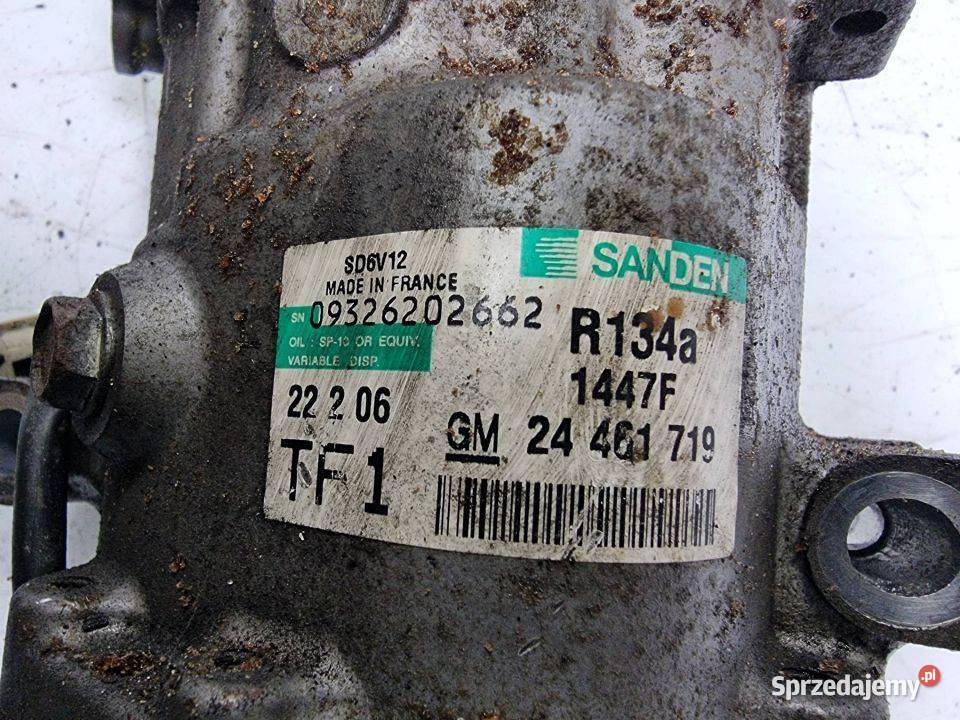 SD6V12
MADE IN FRANCE
SANDEN
SN 09326202662
OIL : SP-10 OR EQUIV.
VARIABLE DISP.
R134a
1447F
22 2 06
GM 24 461 719
TF1
Sprzedajemy.pl